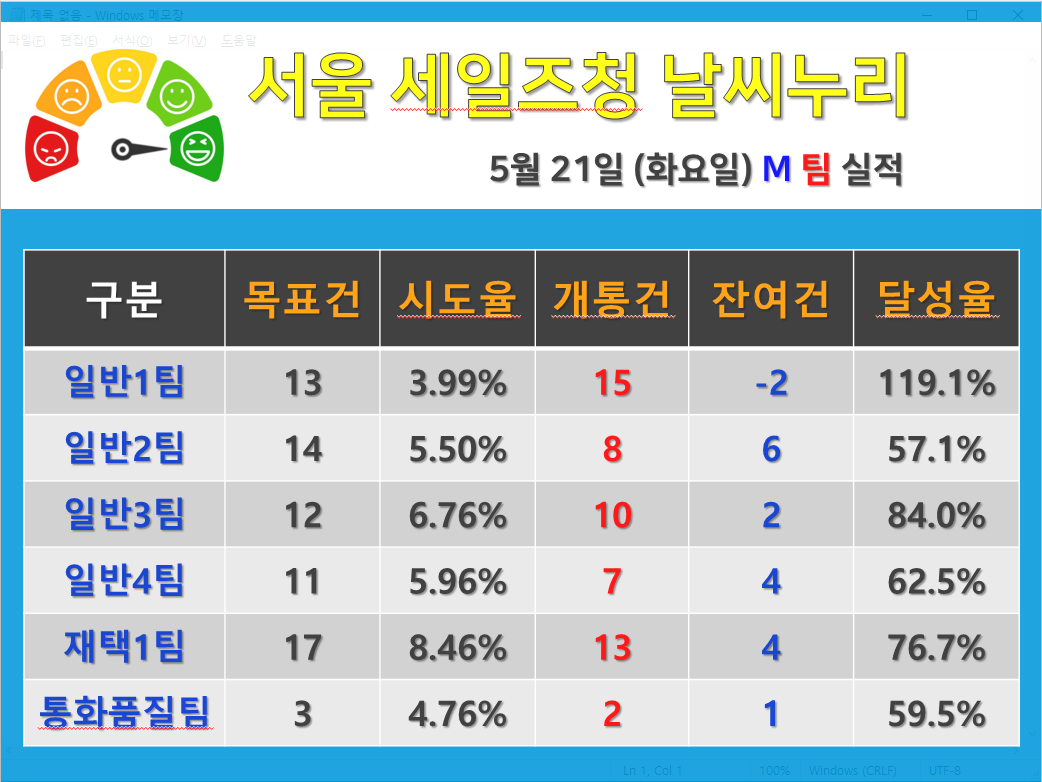 제목 없음 - Windows 메모장
파일(F) 편집(E) 서식(O) 보기(V) 도움말
서울 세일즈청 날씨누리
5월 21일 (화요일) M 팀 실적
구분 목표건 시도율 개통건 잔여건 달성율
일반1팀 13 3.99% 15 -2 119.1%
일반2팀 14 5.50% 8 6 57.1%
일반3팀 12 6.76% 10 2 84.0%
일반4팀 11 5.96% 7 4 62.5%
재택1팀 17 8.46% 13 4 76.7%
통화품질팀 3 4.76% 2 1 59.5%
Ln 1, Col 1 100% Windows (CRLF) UTF-8